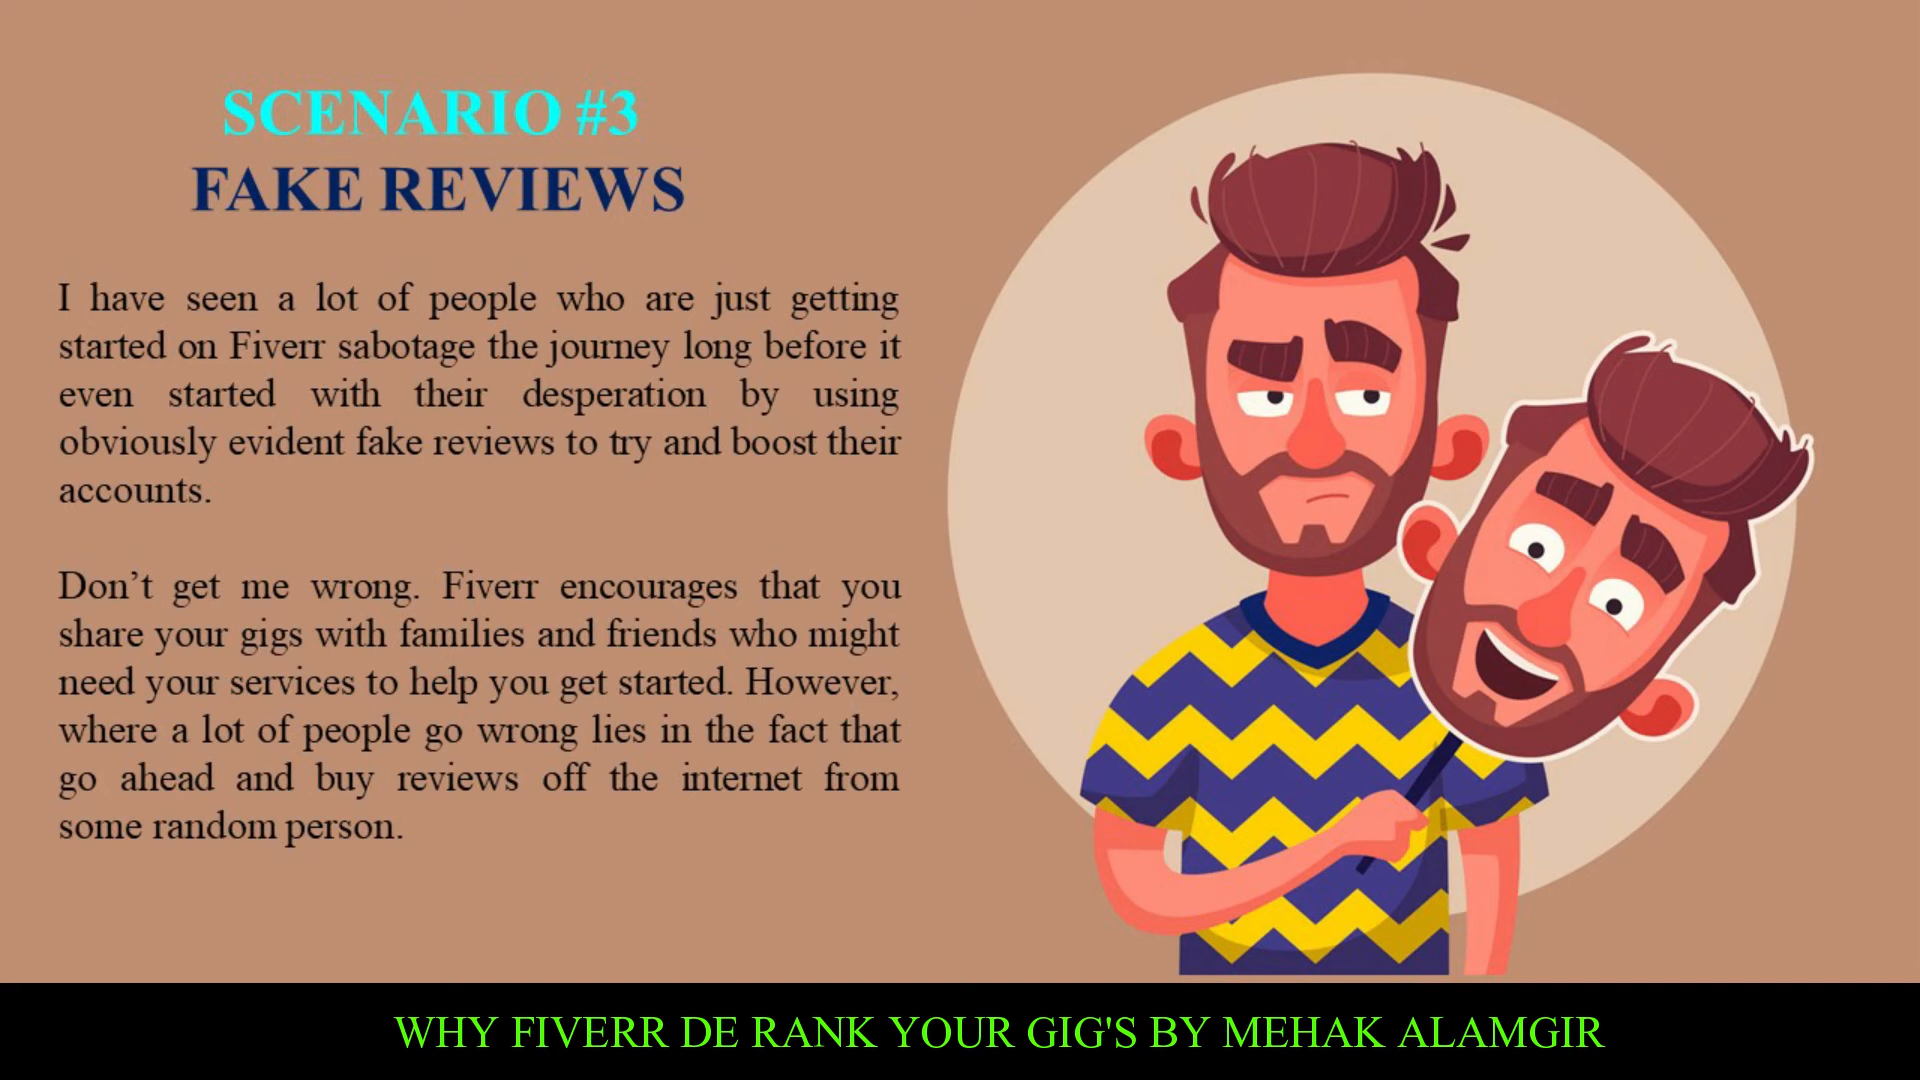 SCENARIO #3
FAKE REVIEWS
I have seen a lot of people who are just getting
started on Fiverr sabotage the journey long before it
even started with their desperation by using
obviously evident fake reviews to try and boost their
accounts.
Don’t get me wrong. Fiverr encourages that you
share your gigs with families and friends who might
need your services to help you get started. However,
where a lot of people go wrong lies in the fact that
go ahead and buy reviews off the internet from
some random person.
WHY FIVERR DE RANK YOUR GIG'S BY MEHAK ALAMGIR